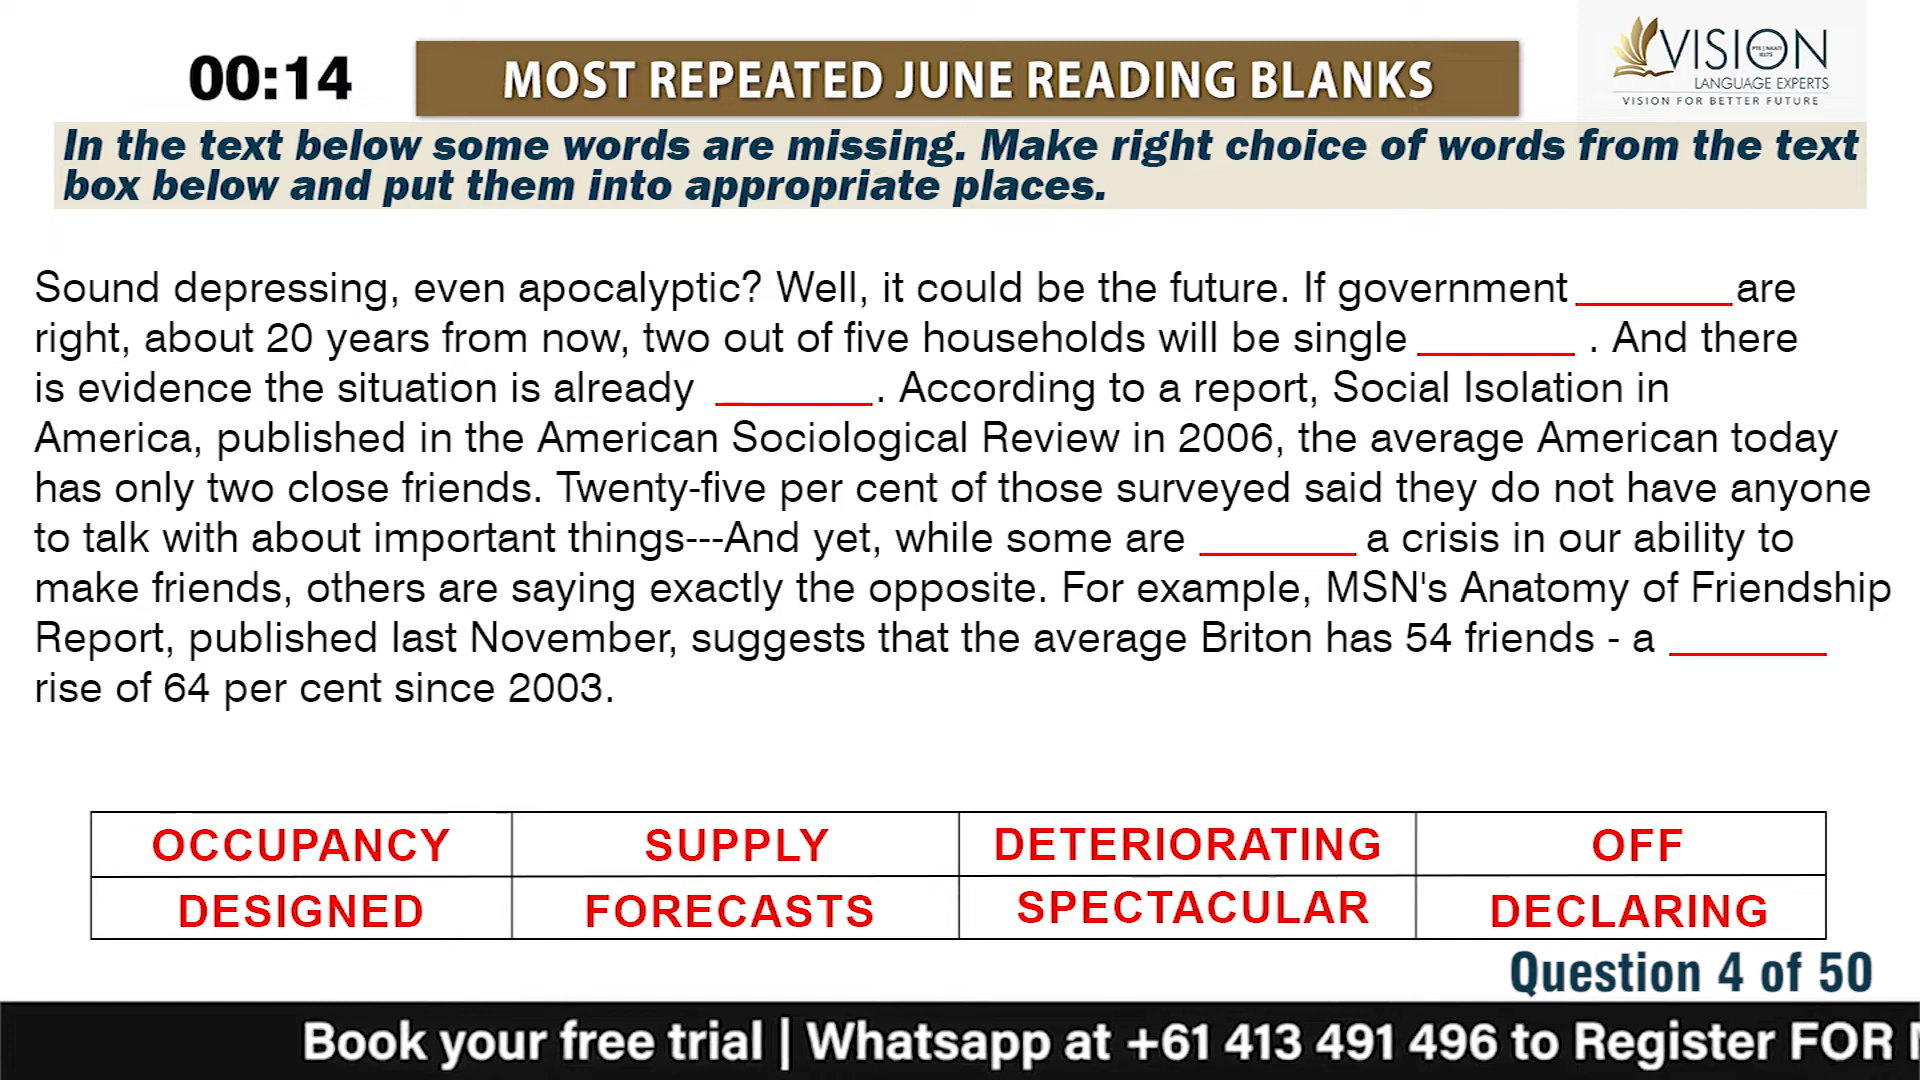 00:14
MOST REPEATED JUNE READING BLANKS
VISION
PTE | NAATI
IELTS
LANGUAGE EXPERTS
VISION FOR BETTER FUTURE
In the text below some words are missing. Make right choice of words from the text
box below and put them into appropriate places.
Sound depressing, even apocalyptic? Well, it could be the future. If government ________ are
right, about 20 years from now, two out of five households will be single ________ . And there
is evidence the situation is already ________. According to a report, Social Isolation in
America, published in the American Sociological Review in 2006, the average American today
has only two close friends. Twenty-five per cent of those surveyed said they do not have anyone
to talk with about important things---And yet, while some are ________ a crisis in our ability to
make friends, others are saying exactly the opposite. For example, MSN's Anatomy of Friendship
Report, published last November, suggests that the average Briton has 54 friends - a ________
rise of 64 per cent since 2003.
OCCUPANCY SUPPLY DETERIORATING OFF
DESIGNED FORECASTS SPECTACULAR DECLARING
Question 4 of 50
Book your free trial | Whatsapp at +61 413 491 496 to Register FOR